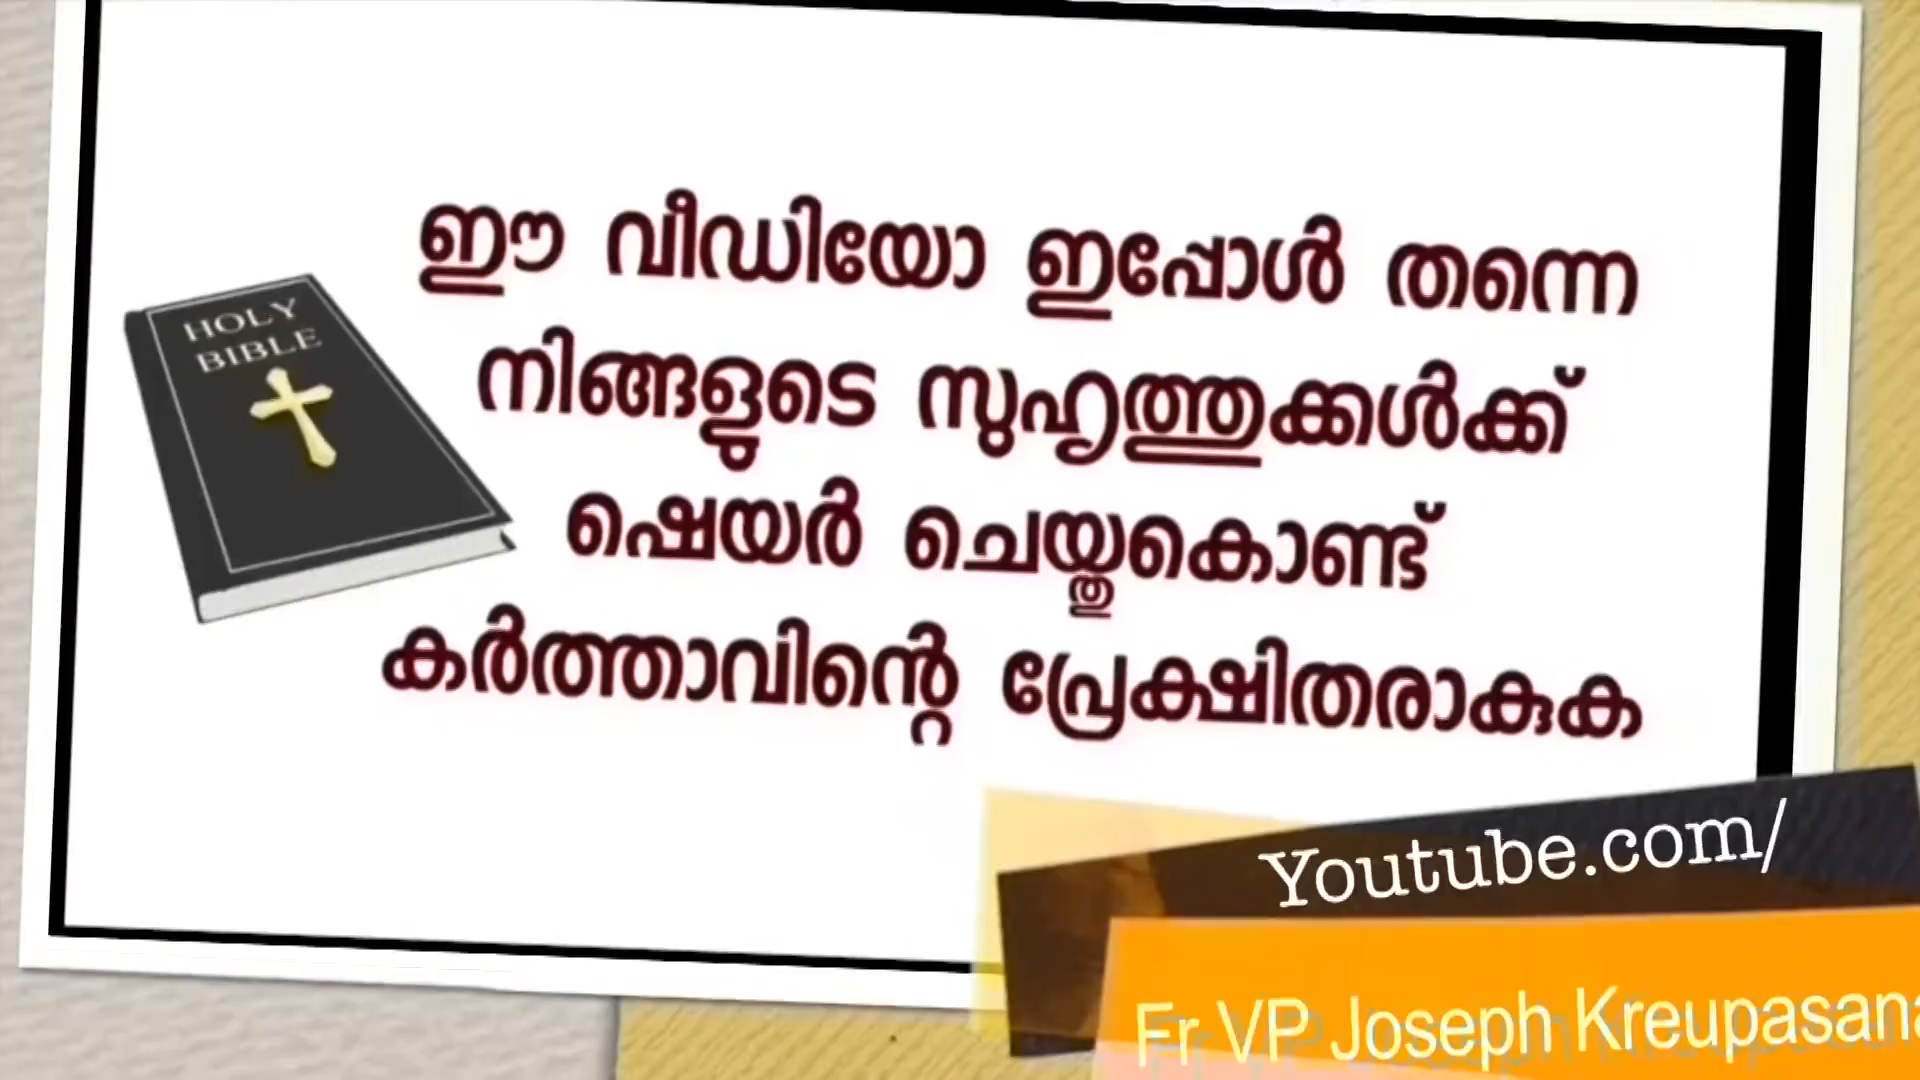 HOLY
BIBLE
ഈ വീഡിയോ ഇപ്പോൾ തന്നെ
നിങ്ങളുടെ സുഹൃത്തുക്കൾക്ക്
ഷെയർ ചെയ്തുകൊണ്ട്
കർത്താവിന്റെ പ്രേക്ഷിതരാകുക
Youtube.com/
Fr VP Joseph Kreupasana